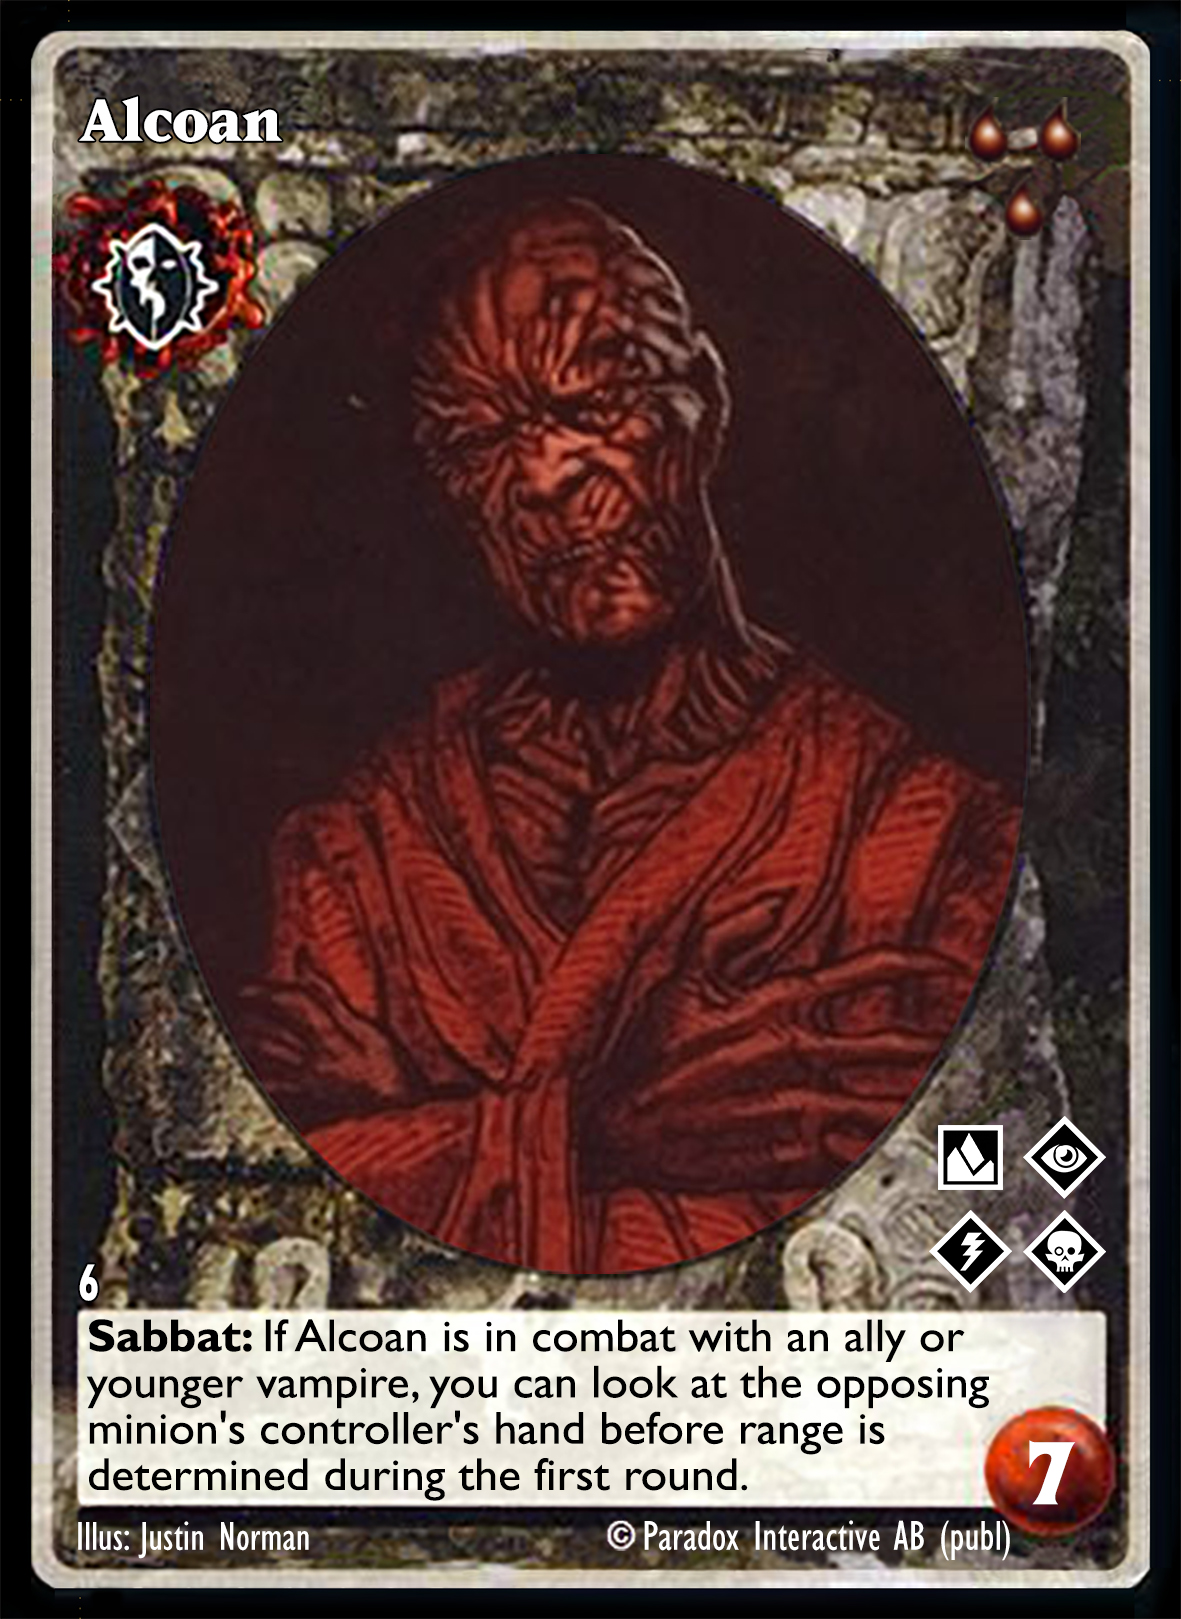 Alcoan
6
Sabbat: If Alcoan is in combat with an ally or
younger vampire, you can look at the opposing
minion's controller's hand before range is
determined during the first round.
7
Illus: Justin Norman © Paradox Interactive AB (publ)